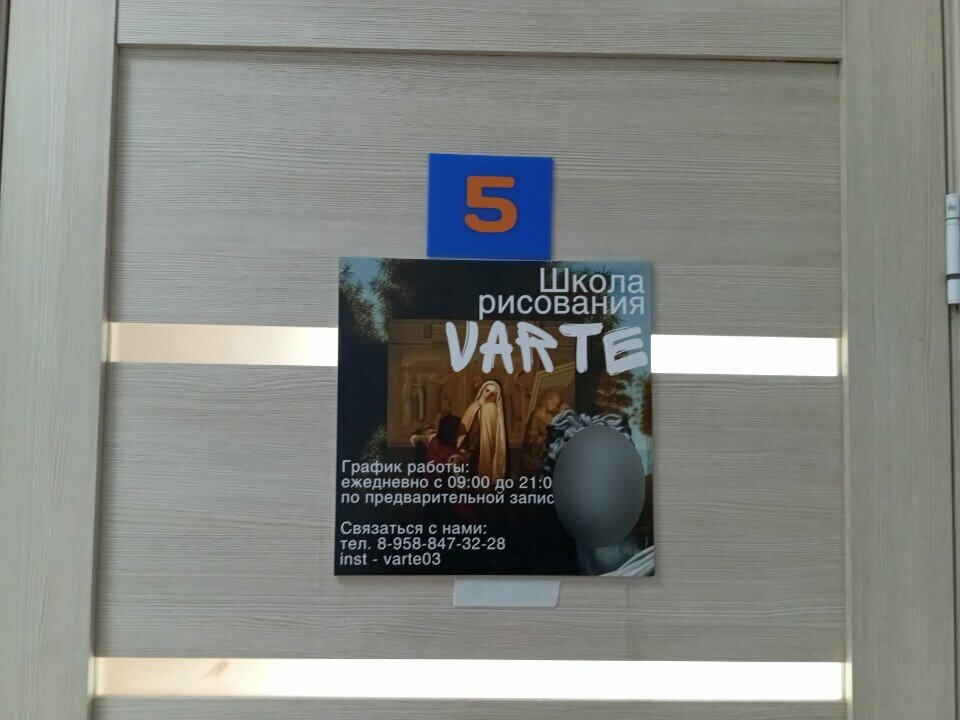 5
Школа
рисования
VARTE
График работы:
ежедневно с 09:00 до
по предварительной
Связаться с нами:
тел. 8-958-847-32-28
inst - varte03